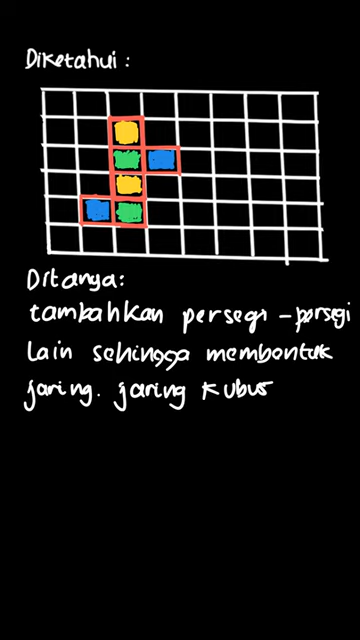 Diketahui :
Ditanya:
tambahkan persegi - persegi
lain sehingga membentuk
jaring. jaring kubus